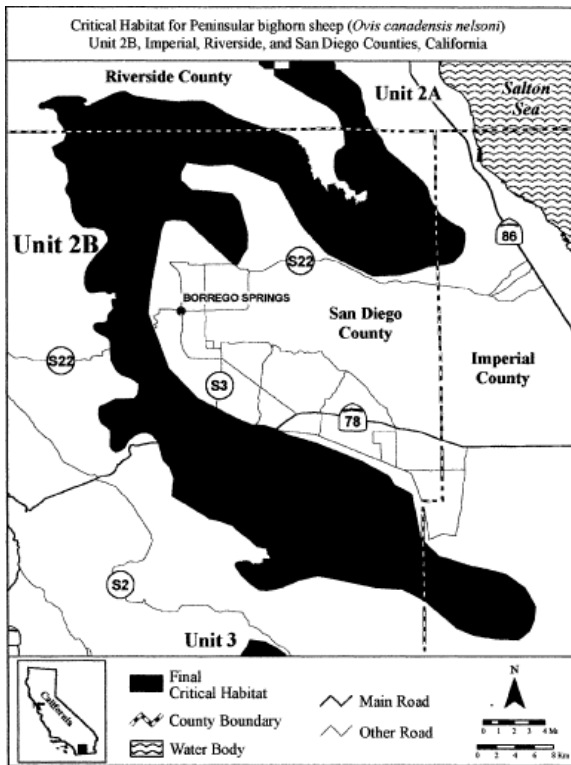 Critical Habitat for Peninsular bighorn sheep (Ovis canadensis nelsoni)
Unit 2B, Imperial, Riverside, and San Diego Counties, California
Riverside County
Unit 2A
Salton
Sea
86
Unit 2B
S22
BORREGO SPRINGS
San Diego
County
Imperial
County
S22
S3
78
S2
Unit 3
California
Final
Critical Habitat
County Boundary
Water Body
Main Road
Other Road
N
0 1 2 3 4 Mi
0 2 4 8 Km